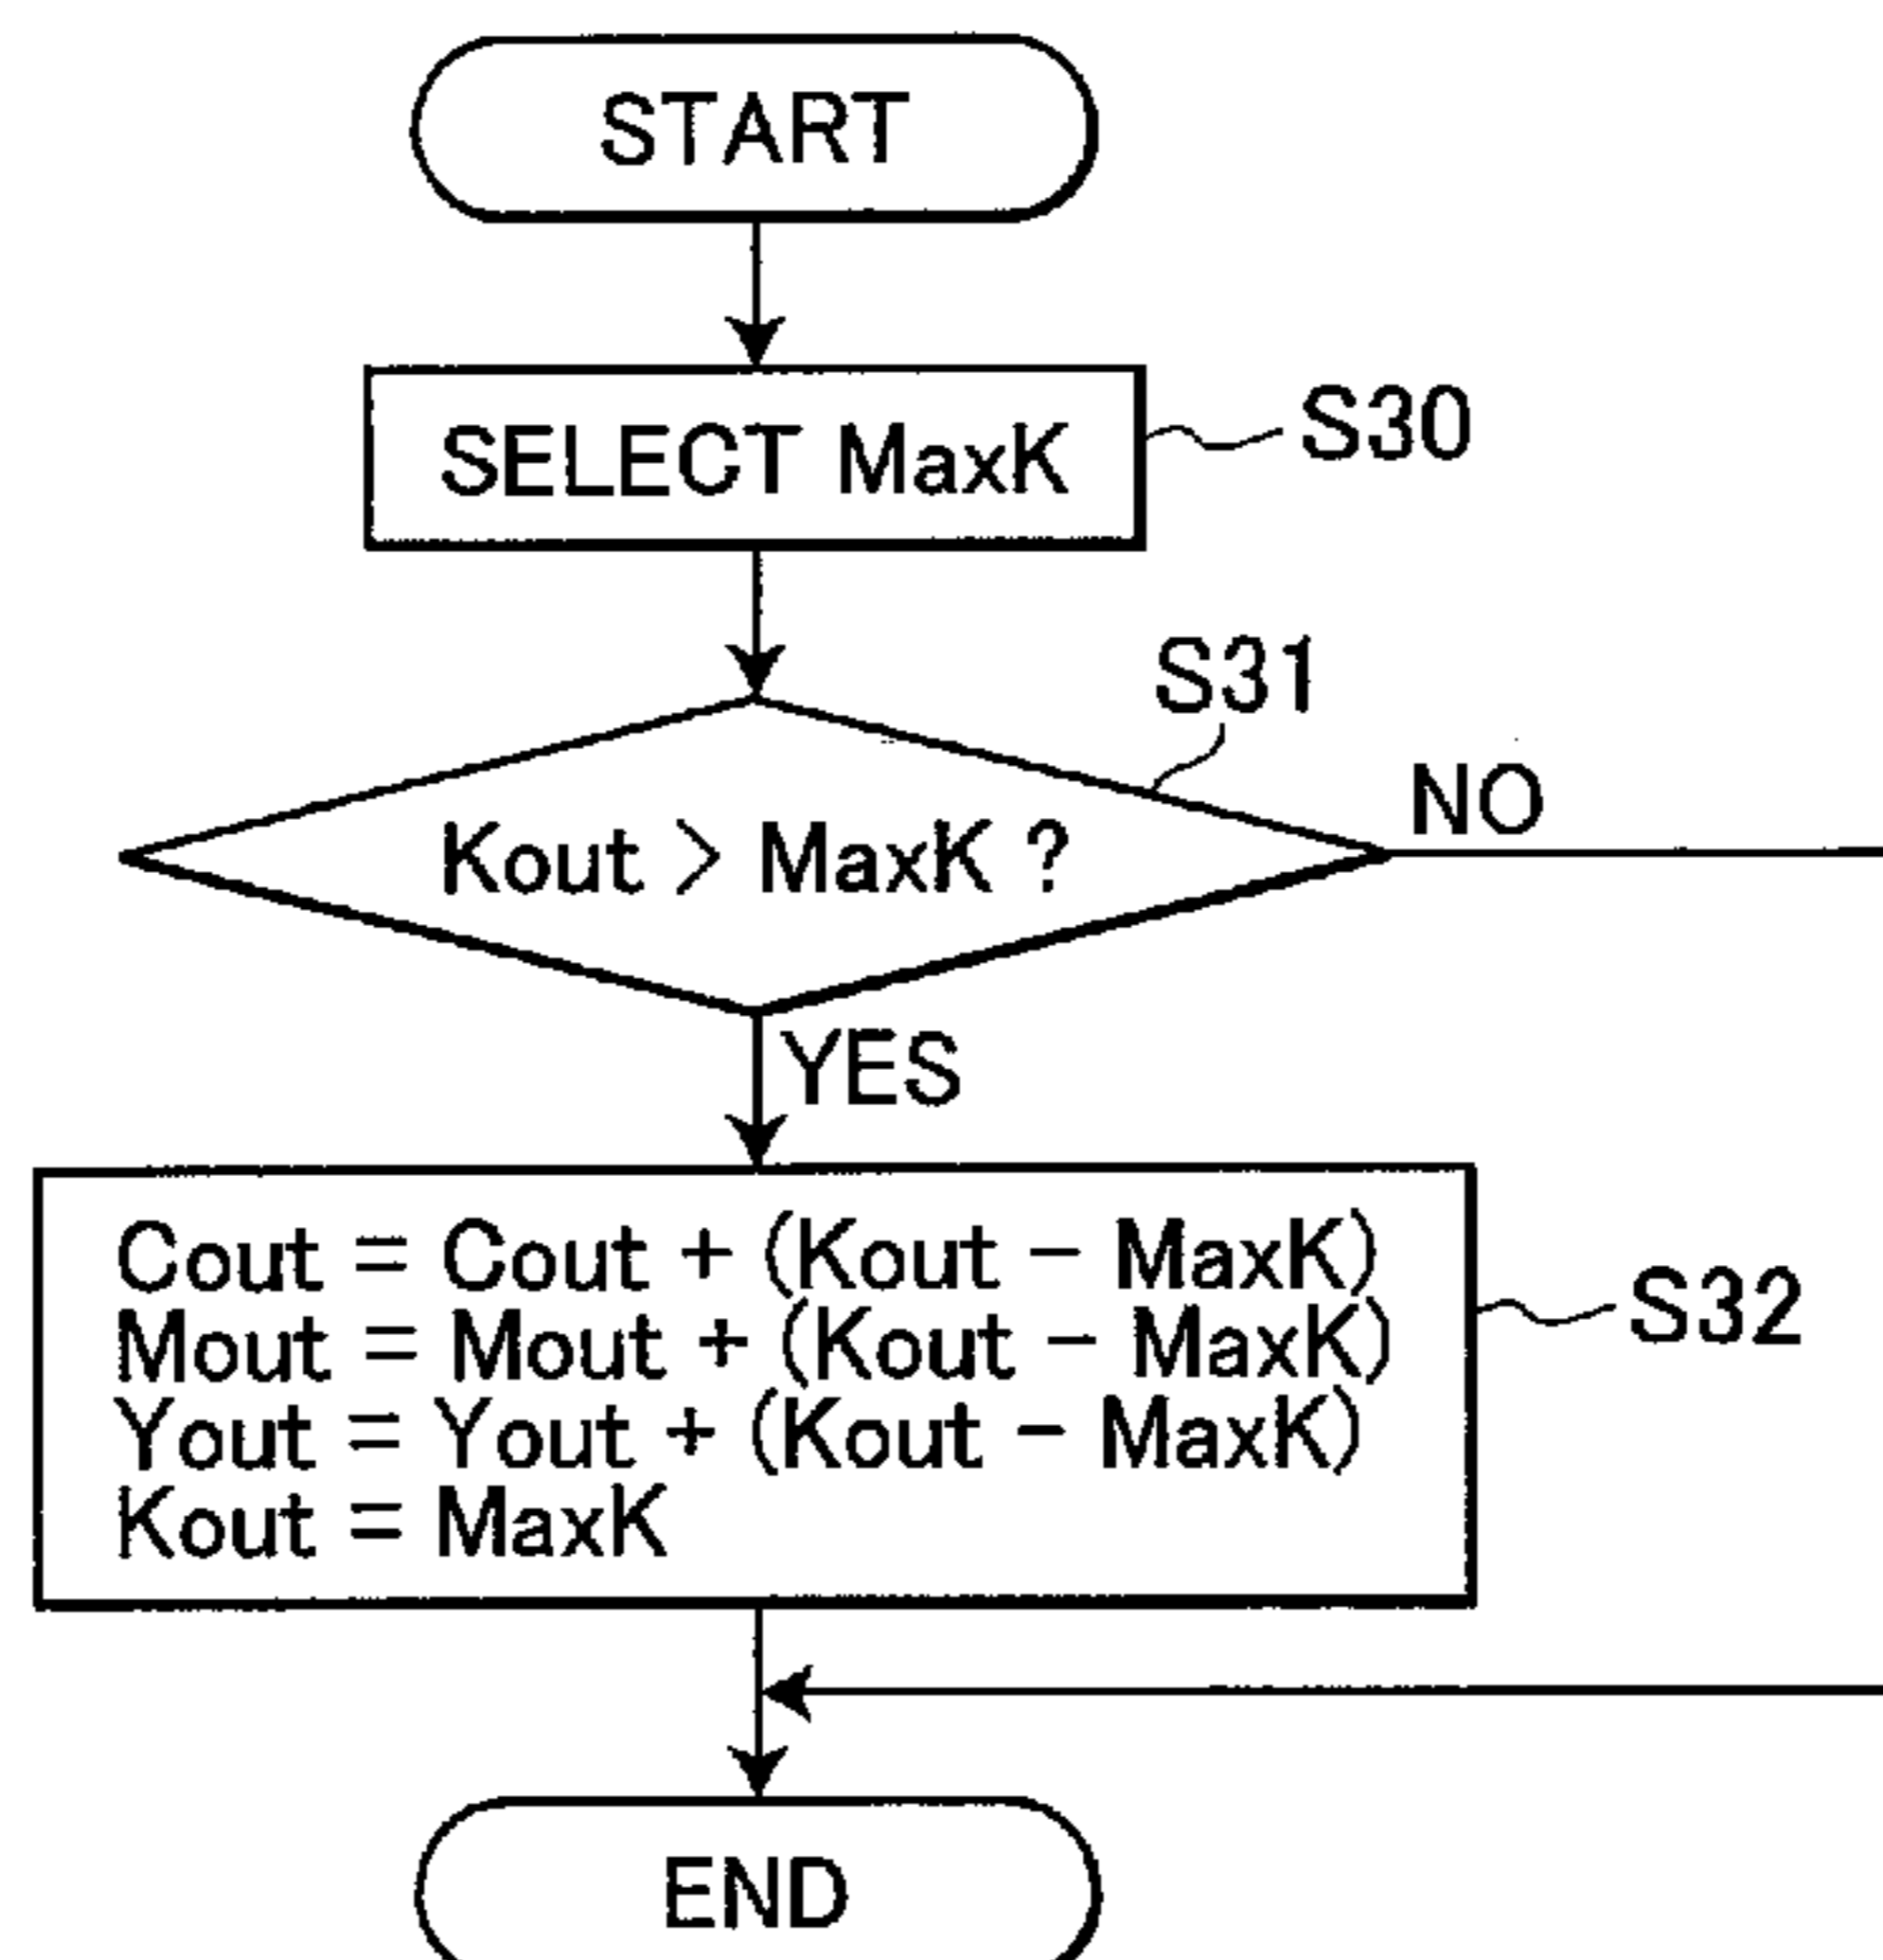 START
SELECT MaxK
S30
S31
Kout > MaxK ?
NO
YES
Cout = Cout + (Kout - MaxK)
Mout = Mout + (Kout - MaxK)
Yout = Yout + (Kout - MaxK)
Kout = MaxK
S32
END